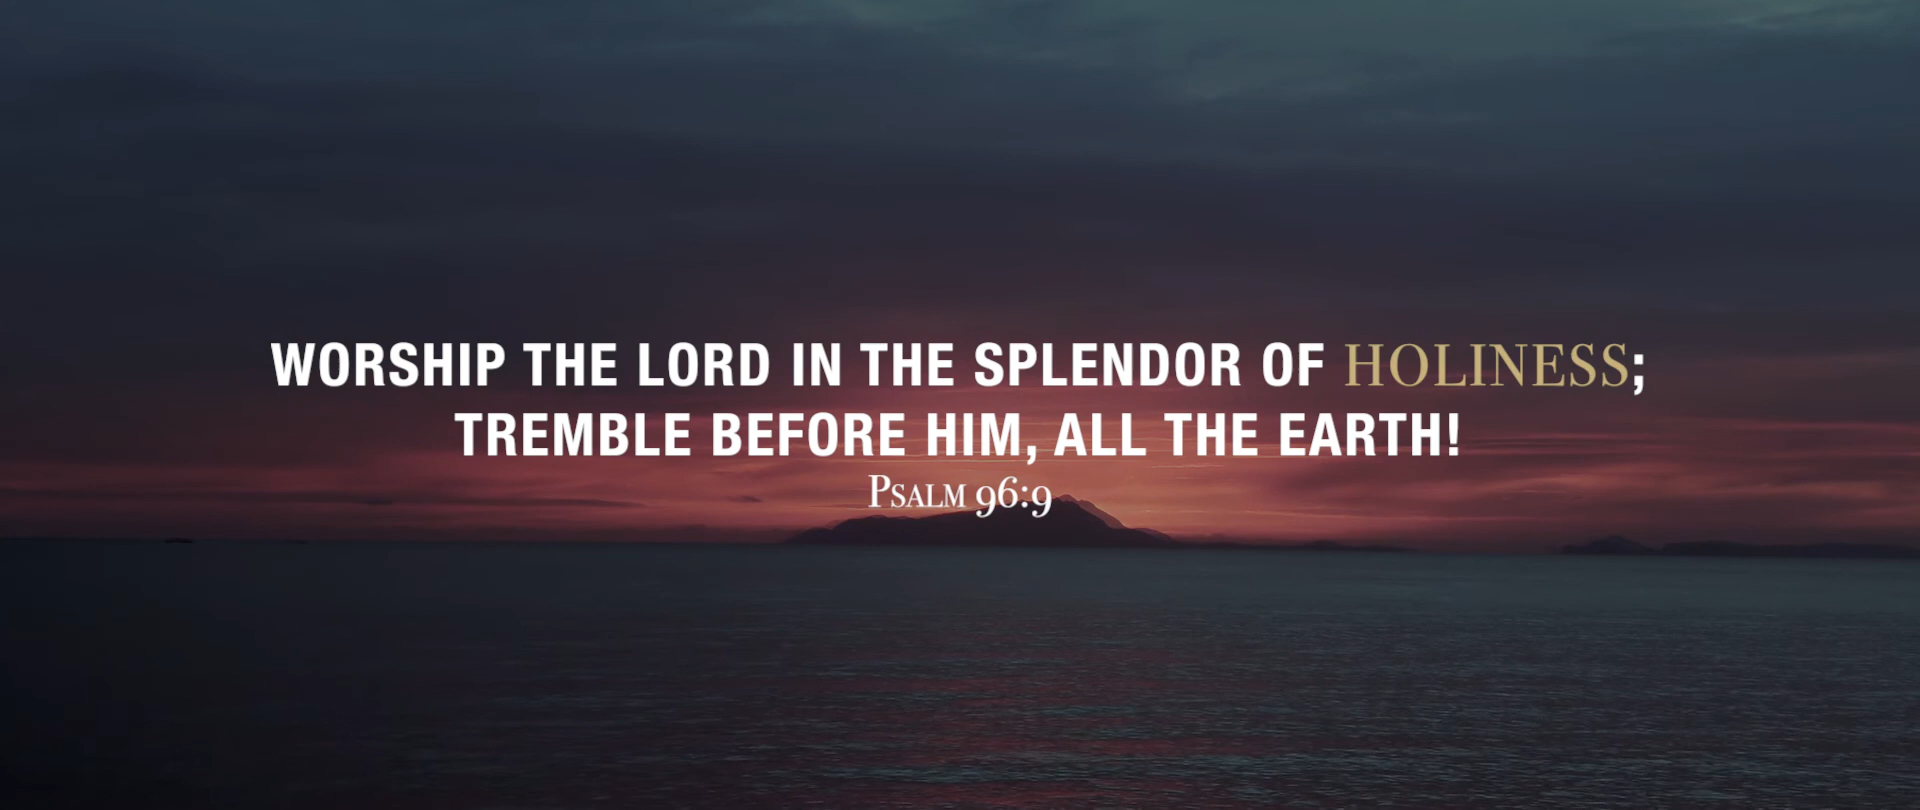 WORSHIP THE LORD IN THE SPLENDOR OF HOLINESS;
TREMBLE BEFORE HIM, ALL THE EARTH!
Psalm 96:9